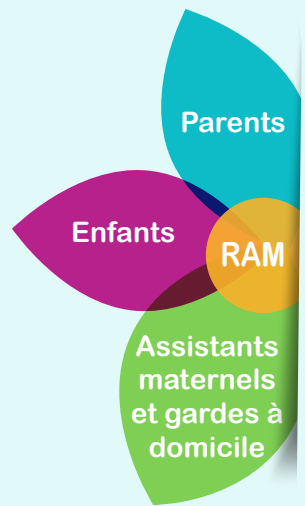 Parents
Enfants
RAM
Assistants
maternels
et gardes à
domicile